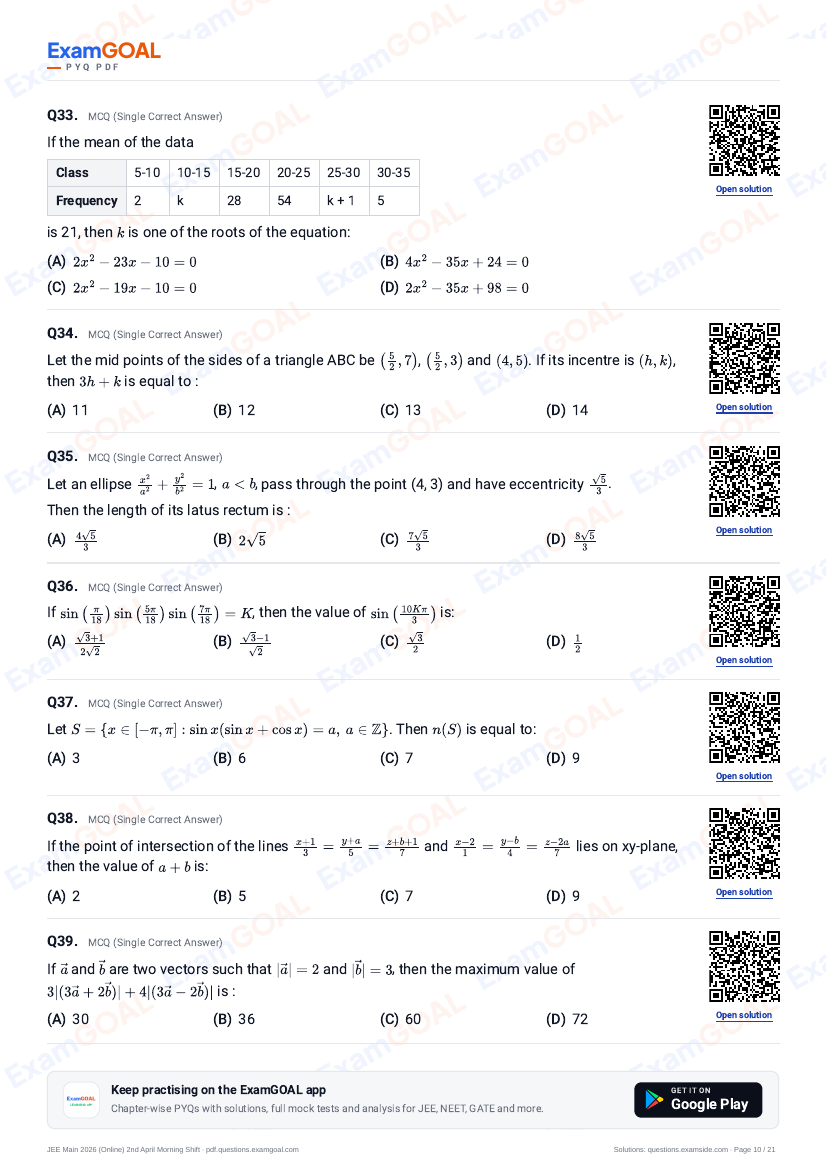 ExamGOAL
PYQ PDF
Q33. MCQ (Single Correct Answer)
If the mean of the data
Class 5-10 10-15 15-20 20-25 25-30 30-35
Frequency 2 k 28 54 k + 1 5
is 21, then k is one of the roots of the equation:
(A) 2x² − 23x − 10 = 0 (B) 4x² − 35x + 24 = 0
(C) 2x² − 19x − 10 = 0 (D) 2x² − 35x + 98 = 0
Open solution
Q34. MCQ (Single Correct Answer)
Let the mid points of the sides of a triangle ABC be (5/2, 7), (5/2, 3) and (4, 5). If its incentre is (h, k),
then 3h + k is equal to :
(A) 11 (B) 12 (C) 13 (D) 14
Open solution
Q35. MCQ (Single Correct Answer)
Let an ellipse x²/a² + y²/b² = 1, a < b, pass through the point (4, 3) and have eccentricity √5/3.
Then the length of its latus rectum is :
(A) 4√5/3 (B) 2√5 (C) 7√5/3 (D) 8√5/3
Open solution
Q36. MCQ (Single Correct Answer)
If sin (π/18) sin (5π/18) sin (7π/18) = K, then the value of sin (10Kπ/3) is:
(A) (√3+1)/(2√2) (B) (√3−1)/√2 (C) √3/2 (D) 1/2
Open solution
Q37. MCQ (Single Correct Answer)
Let S = {x ∈ [−π, π] : sin x(sin x + cos x) = a, a ∈ ℤ}. Then n(S) is equal to:
(A) 3 (B) 6 (C) 7 (D) 9
Open solution
Q38. MCQ (Single Correct Answer)
If the point of intersection of the lines (x+1)/3 = (y+a)/5 = (z+b+1)/7 and (x−2)/1 = (y−b)/4 = (z−2a)/7 lies on xy-plane,
then the value of a + b is:
(A) 2 (B) 5 (C) 7 (D) 9
Open solution
Q39. MCQ (Single Correct Answer)
If a⃗ and b⃗ are two vectors such that |a⃗| = 2 and |b⃗| = 3, then the maximum value of
3|(3a⃗ + 2b⃗)| + 4|(3a⃗ − 2b⃗)| is :
(A) 30 (B) 36 (C) 60 (D) 72
Open solution
ExamGOAL
Keep practising on the ExamGOAL app
Chapter-wise PYQs with solutions, full mock tests and analysis for JEE, NEET, GATE and more.
GET IT ON
Google Play
JEE Main 2026 (Online) 2nd April Morning Shift · pdf.questions.examgoal.com
Solutions: questions.examside.com · Page 10 / 21